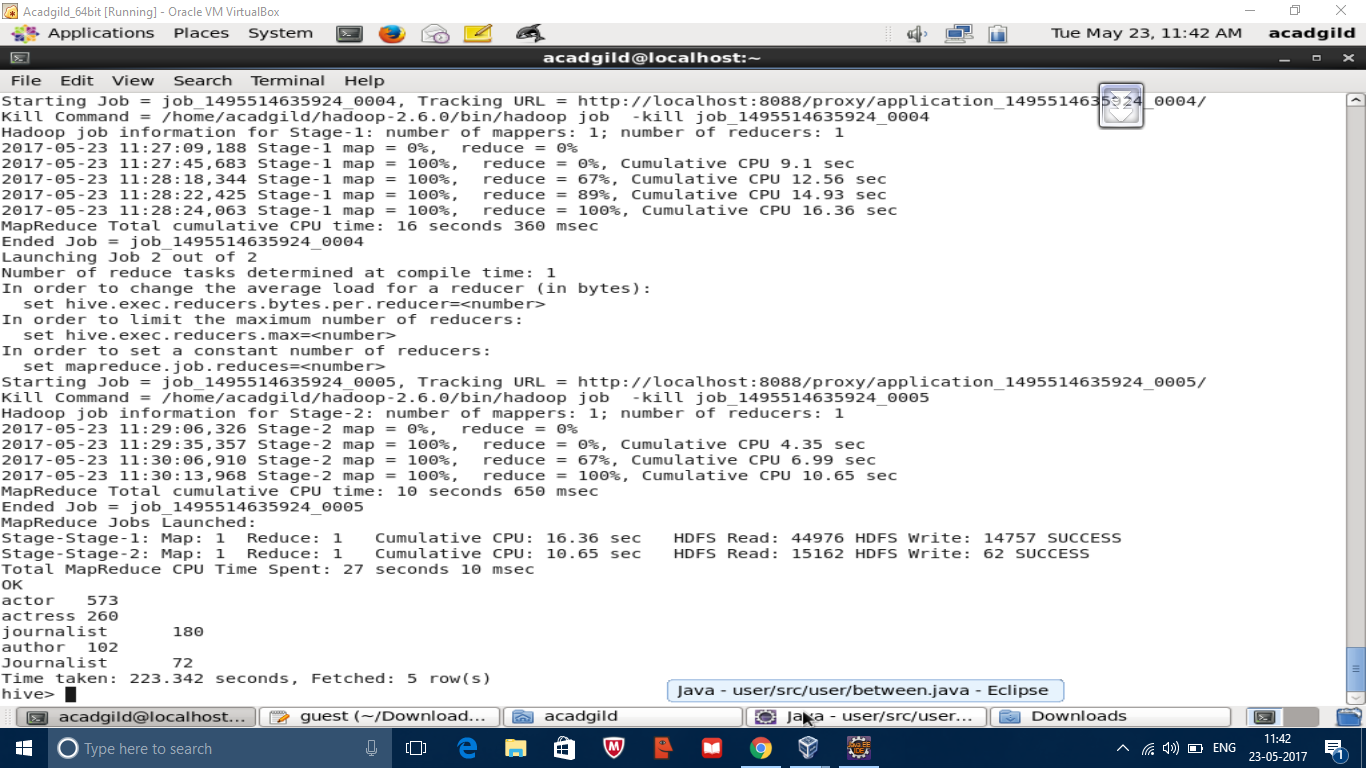 Acadgild_64bit [Running] - Oracle VM VirtualBox
Applications Places System Tue May 23, 11:42 AM acadgild
acadgild@localhost:~
File Edit View Search Terminal Help
Starting Job = job_1495514635924_0004, Tracking URL = http://localhost:8088/proxy/application_1495514635924_0004/
Kill Command = /home/acadgild/hadoop-2.6.0/bin/hadoop job  -kill job_1495514635924_0004
Hadoop job information for Stage-1: number of mappers: 1; number of reducers: 1
2017-05-23 11:27:09,188 Stage-1 map = 0%,  reduce = 0%
2017-05-23 11:27:45,683 Stage-1 map = 100%,  reduce = 0%, Cumulative CPU 9.1 sec
2017-05-23 11:28:18,344 Stage-1 map = 100%,  reduce = 67%, Cumulative CPU 12.56 sec
2017-05-23 11:28:22,425 Stage-1 map = 100%,  reduce = 89%, Cumulative CPU 14.93 sec
2017-05-23 11:28:24,063 Stage-1 map = 100%,  reduce = 100%, Cumulative CPU 16.36 sec
MapReduce Total cumulative CPU time: 16 seconds 360 msec
Ended Job = job_1495514635924_0004
Launching Job 2 out of 2
Number of reduce tasks determined at compile time: 1
In order to change the average load for a reducer (in bytes):
  set hive.exec.reducers.bytes.per.reducer=<number>
In order to limit the maximum number of reducers:
  set hive.exec.reducers.max=<number>
In order to set a constant number of reducers:
  set mapreduce.job.reduces=<number>
Starting Job = job_1495514635924_0005, Tracking URL = http://localhost:8088/proxy/application_1495514635924_0005/
Kill Command = /home/acadgild/hadoop-2.6.0/bin/hadoop job  -kill job_1495514635924_0005
Hadoop job information for Stage-2: number of mappers: 1; number of reducers: 1
2017-05-23 11:29:06,326 Stage-2 map = 0%,  reduce = 0%
2017-05-23 11:29:35,357 Stage-2 map = 100%,  reduce = 0%, Cumulative CPU 4.35 sec
2017-05-23 11:30:06,910 Stage-2 map = 100%,  reduce = 67%, Cumulative CPU 6.99 sec
2017-05-23 11:30:13,968 Stage-2 map = 100%,  reduce = 100%, Cumulative CPU 10.65 sec
MapReduce Total cumulative CPU time: 10 seconds 650 msec
Ended Job = job_1495514635924_0005
MapReduce Jobs Launched:
Stage-Stage-1: Map: 1  Reduce: 1   Cumulative CPU: 16.36 sec   HDFS Read: 44976 HDFS Write: 14757 SUCCESS
Stage-Stage-2: Map: 1  Reduce: 1   Cumulative CPU: 10.65 sec   HDFS Read: 15162 HDFS Write: 62 SUCCESS
Total MapReduce CPU Time Spent: 27 seconds 10 msec
OK
actor   573
actress 260
journalist      180
author  102
Journalist      72
Time taken: 223.342 seconds, Fetched: 5 row(s)
hive>
Java - user/src/user/between.java - Eclipse
acadgild@localhost... guest (~/Download... acadgild Java - user/src/user... Downloads
Type here to search ENG 11:42
23-05-2017 1